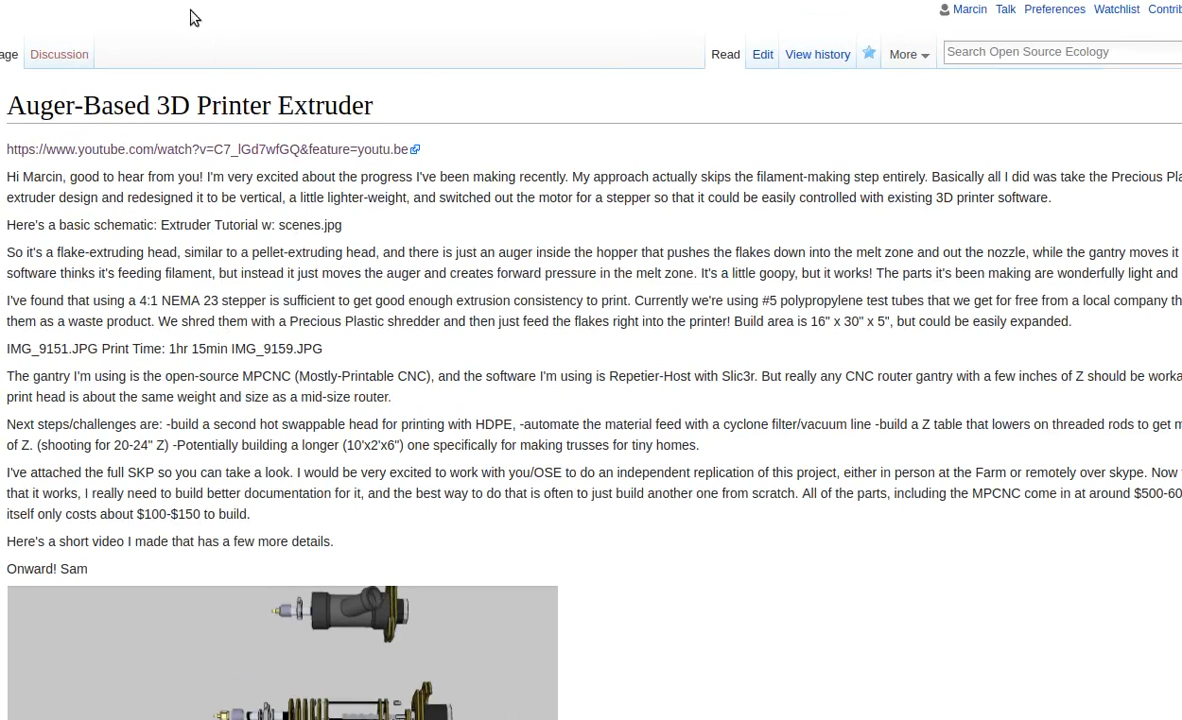 Marcin Talk Preferences Watchlist
age Discussion Read Edit View history More Search Open Source Ecology
Auger-Based 3D Printer Extruder
https://www.youtube.com/watch?v=C7_lGd7wfGQ&feature=youtu.be
Hi Marcin, good to hear from you! I'm very excited about the progress I've been making recently. My approach actually skips the filament-making step entirely. Basically all I did was take the Precious Pla
extruder design and redesigned it to be vertical, a little lighter-weight, and switched out the motor for a stepper so that it could be easily controlled with existing 3D printer software.
Here's a basic schematic: Extruder Tutorial w: scenes.jpg
So it's a flake-extruding head, similar to a pellet-extruding head, and there is just an auger inside the hopper that pushes the flakes down into the melt zone and out the nozzle, while the gantry moves it
software thinks it's feeding filament, but instead it just moves the auger and creates forward pressure in the melt zone. It's a little goopy, but it works! The parts it's been making are wonderfully light and
I've found that using a 4:1 NEMA 23 stepper is sufficient to get good enough extrusion consistency to print. Currently we're using #5 polypropylene test tubes that we get for free from a local company th
them as a waste product. We shred them with a Precious Plastic shredder and then just feed the flakes right into the printer! Build area is 16" x 30" x 5", but could be easily expanded.
IMG_9151.JPG Print Time: 1hr 15min IMG_9159.JPG
The gantry I'm using is the open-source MPCNC (Mostly-Printable CNC), and the software I'm using is Repetier-Host with Slic3r. But really any CNC router gantry with a few inches of Z should be worka
print head is about the same weight and size as a mid-size router.
Next steps/challenges are: -build a second hot swappable head for printing with HDPE, -automate the material feed with a cyclone filter/vacuum line -build a Z table that lowers on threaded rods to get m
of Z. (shooting for 20-24" Z) -Potentially building a longer (10'x2'x6") one specifically for making trusses for tiny homes.
I've attached the full SKP so you can take a look. I would be very excited to work with you/OSE to do an independent replication of this project, either in person at the Farm or remotely over skype. Now
that it works, I really need to build better documentation for it, and the best way to do that is often to just build another one from scratch. All of the parts, including the MPCNC come in at around $500-60
itself only costs about $100-$150 to build.
Here's a short video I made that has a few more details.
Onward! Sam